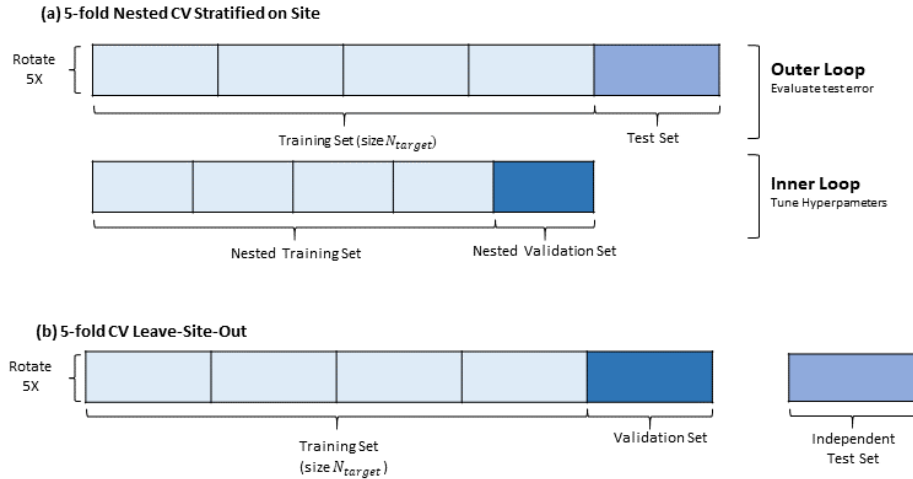 (a) 5-fold Nested CV Stratified on Site
Rotate
5X
Outer Loop
Evaluate test error
Training Set (size N_target)
Test Set
Inner Loop
Tune Hyperpameters
Nested Training Set
Nested Validation Set
(b) 5-fold CV Leave-Site-Out
Rotate
5X
Training Set
(size N_target)
Validation Set
Independent
Test Set